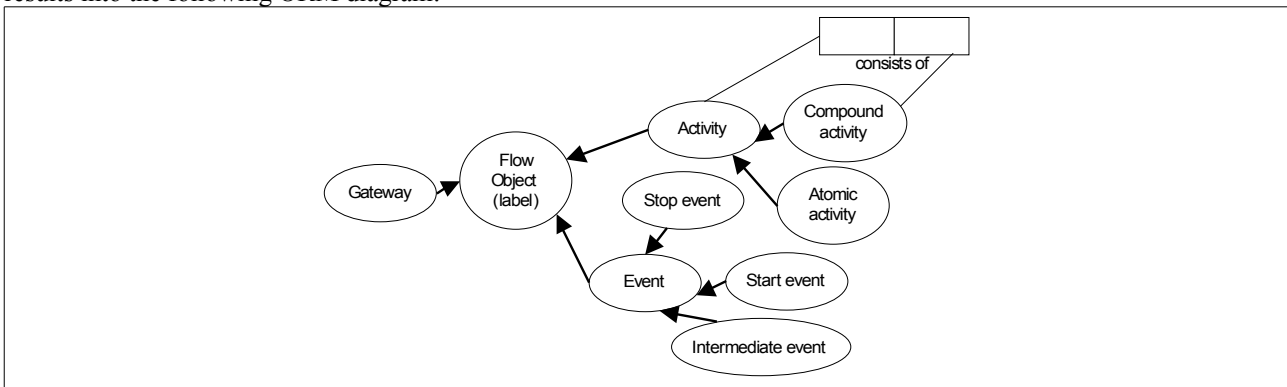 consists of
Compound
activity
Activity
Flow
Object
(label)
Gateway
Stop event
Atomic
activity
Event
Start event
Intermediate event